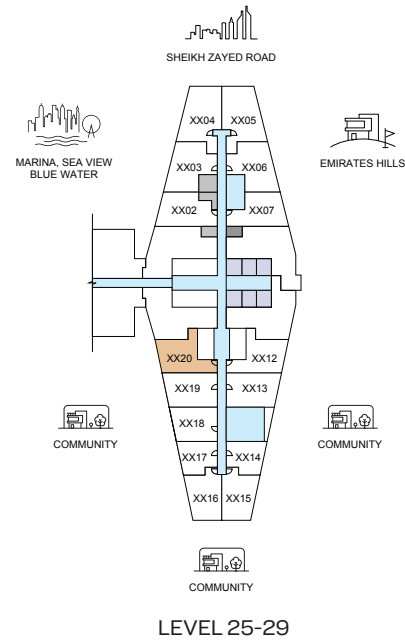 SHEIKH ZAYED ROAD
XX04 XX05
MARINA, SEA VIEW
BLUE WATER
EMIRATES HILLS
XX03 XX06
XX02 XX07
XX20 XX12
XX19 XX13
XX18
COMMUNITY
COMMUNITY
XX17 XX14
XX16 XX15
COMMUNITY
LEVEL 25-29